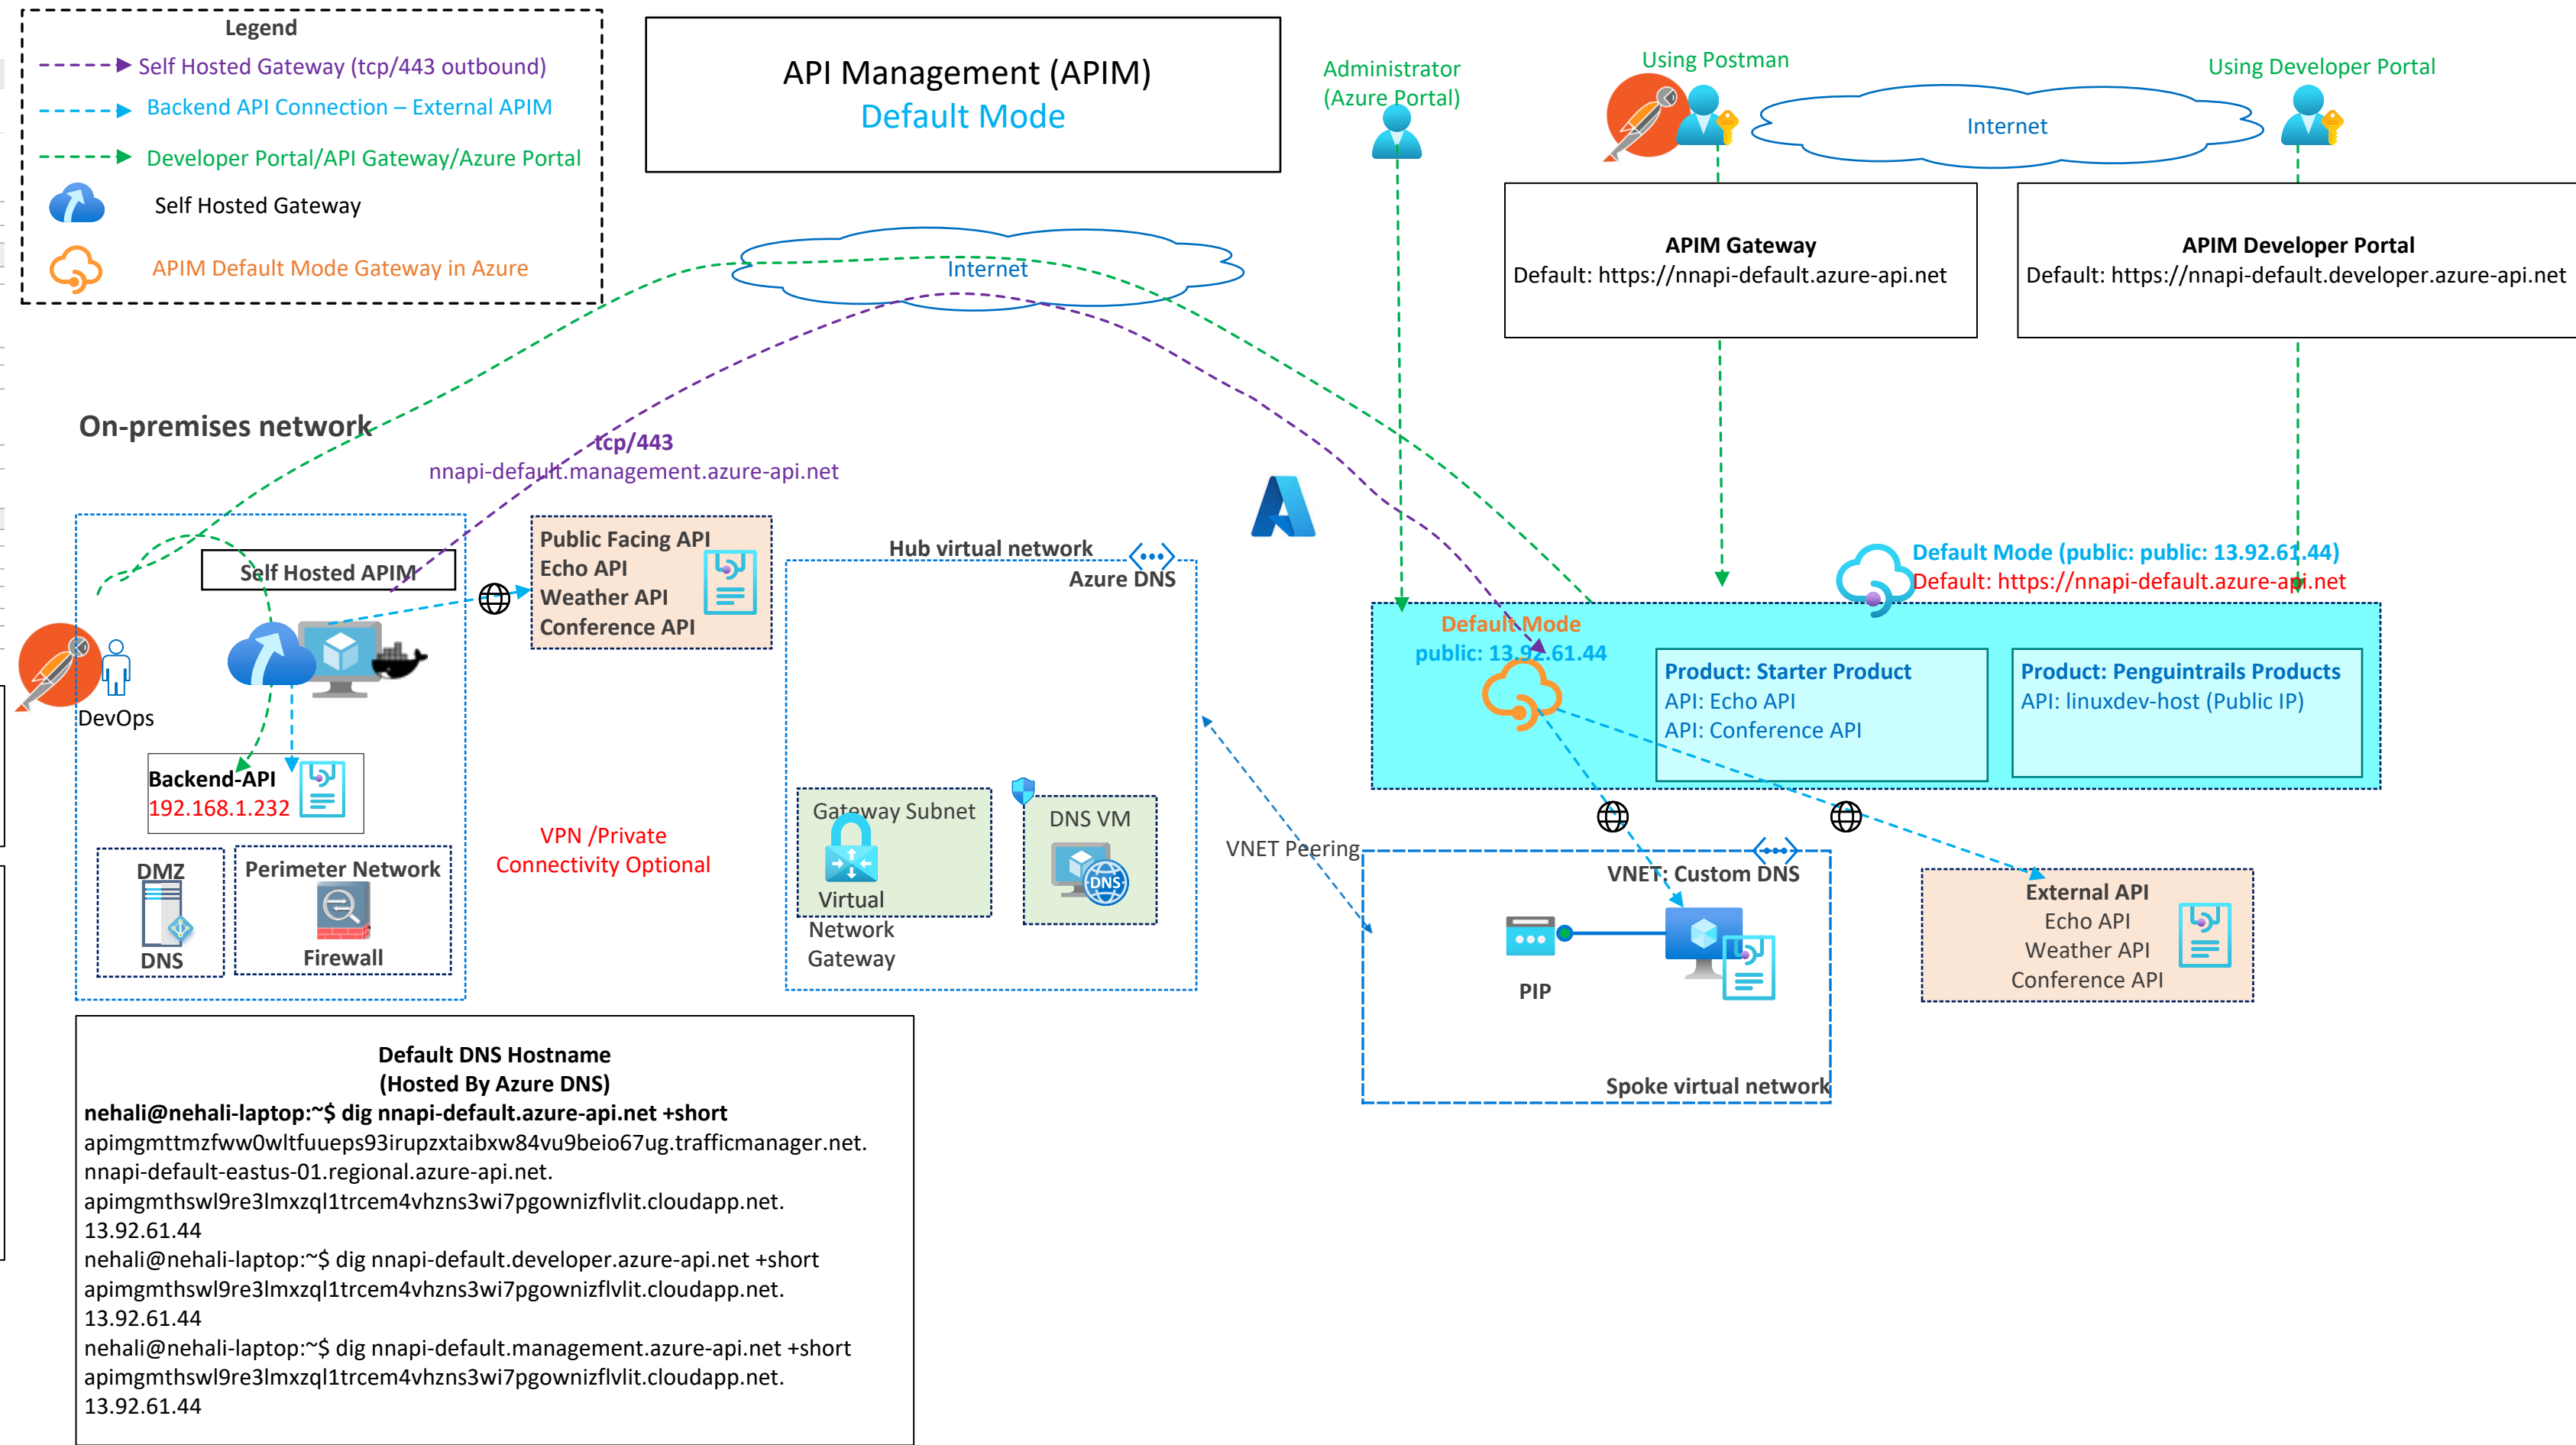 Legend
Self Hosted Gateway (tcp/443 outbound)
Backend API Connection – External APIM
Developer Portal/API Gateway/Azure Portal
Self Hosted Gateway
APIM Default Mode Gateway in Azure
API Management (APIM)
Default Mode
Administrator
(Azure Portal)
Using Postman
Internet
Using Developer Portal
APIM Gateway
Default: https://nnapi-default.azure-api.net
APIM Developer Portal
Default: https://nnapi-default.developer.azure-api.net
Internet
On-premises network
tcp/443
nnapi-default.management.azure-api.net
Self Hosted APIM
DevOps
Backend-API
192.168.1.232
DMZ
DNS
Perimeter Network
Firewall
Public Facing API
Echo API
Weather API
Conference API
VPN /Private
Connectivity Optional
Hub virtual network
Azure DNS
Gateway Subnet
Virtual
Network
Gateway
DNS VM
DNS
VNET Peering
Default Mode (public: public: 13.92.61.44)
Default: https://nnapi-default.azure-api.net
Default Mode
public: 13.92.61.44
Product: Starter Product
API: Echo API
API: Conference API
Product: Penguintrails Products
API: linuxdev-host (Public IP)
VNET: Custom DNS
PIP
Spoke virtual network
External API
Echo API
Weather API
Conference API
Default DNS Hostname
(Hosted By Azure DNS)
nehali@nehali-laptop:~$ dig nnapi-default.azure-api.net +short
apimgmttmzfww0wltfuueps93irupzxtaibxw84vu9beio67ug.trafficmanager.net.
nnapi-default-eastus-01.regional.azure-api.net.
apimgmthswl9re3lmxzql1trcem4vhzns3wi7pgownizflvlit.cloudapp.net.
13.92.61.44
nehali@nehali-laptop:~$ dig nnapi-default.developer.azure-api.net +short
apimgmthswl9re3lmxzql1trcem4vhzns3wi7pgownizflvlit.cloudapp.net.
13.92.61.44
nehali@nehali-laptop:~$ dig nnapi-default.management.azure-api.net +short
apimgmthswl9re3lmxzql1trcem4vhzns3wi7pgownizflvlit.cloudapp.net.
13.92.61.44